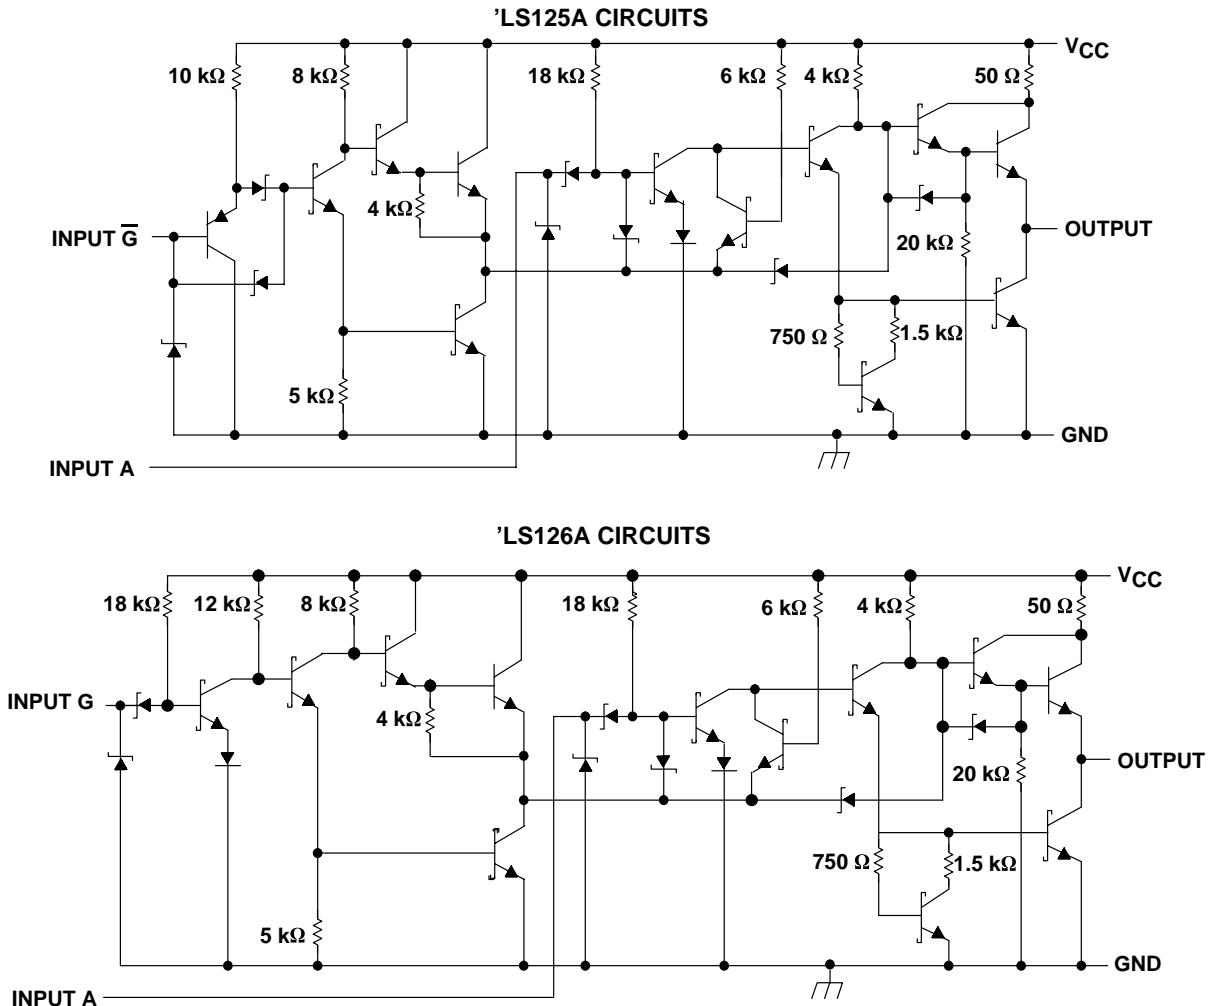 ’LS125A CIRCUITS
VCC
10 kΩ
8 kΩ
18 kΩ
6 kΩ
4 kΩ
50 Ω
4 kΩ
INPUT G̅
OUTPUT
20 kΩ
750 Ω
1.5 kΩ
5 kΩ
GND
INPUT A
’LS126A CIRCUITS
VCC
18 kΩ
12 kΩ
8 kΩ
18 kΩ
6 kΩ
4 kΩ
50 Ω
INPUT G
4 kΩ
OUTPUT
20 kΩ
750 Ω
1.5 kΩ
5 kΩ
GND
INPUT A